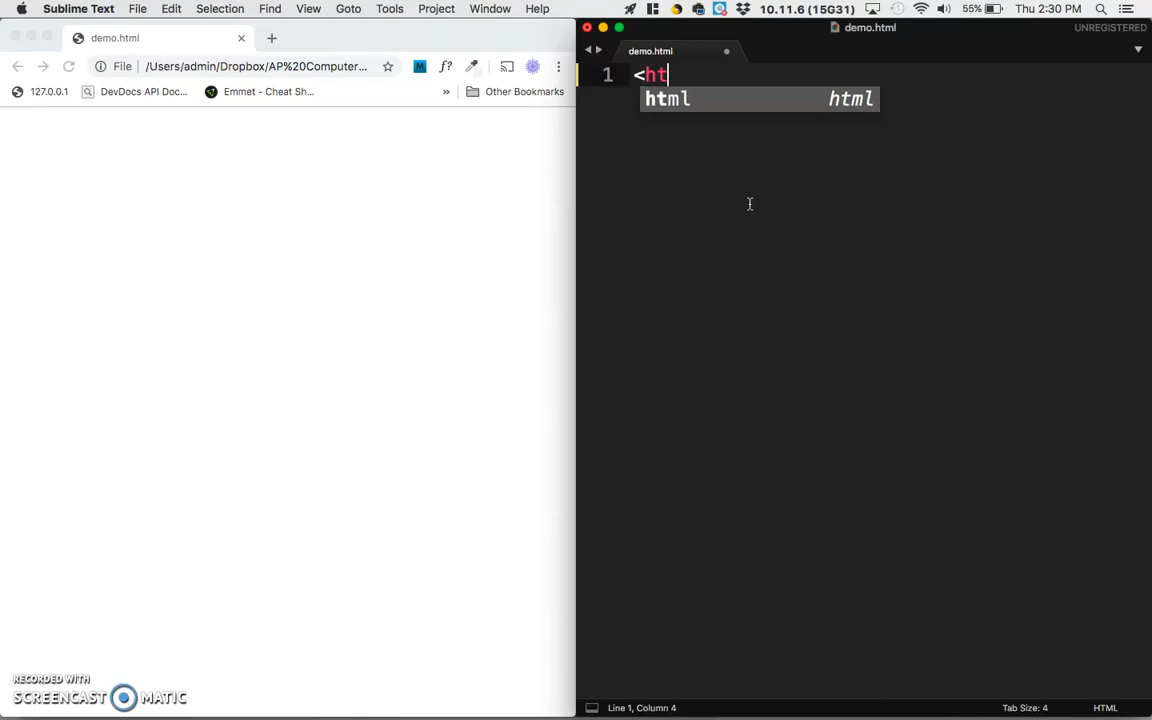 Sublime Text File Edit Selection Find View Goto Tools Project Window Help 10.11.6 (15G31) 55% Thu 2:30 PM
demo.html
File /Users/admin/Dropbox/AP%20Computer...
127.0.0.1 DevDocs API Doc... Emmet - Cheat Sh... » Other Bookmarks
demo.html UNREGISTERED
demo.html
1 <ht
html html
RECORDED WITH
SCREENCAST MATIC
Line 1, Column 4 Tab Size: 4 HTML